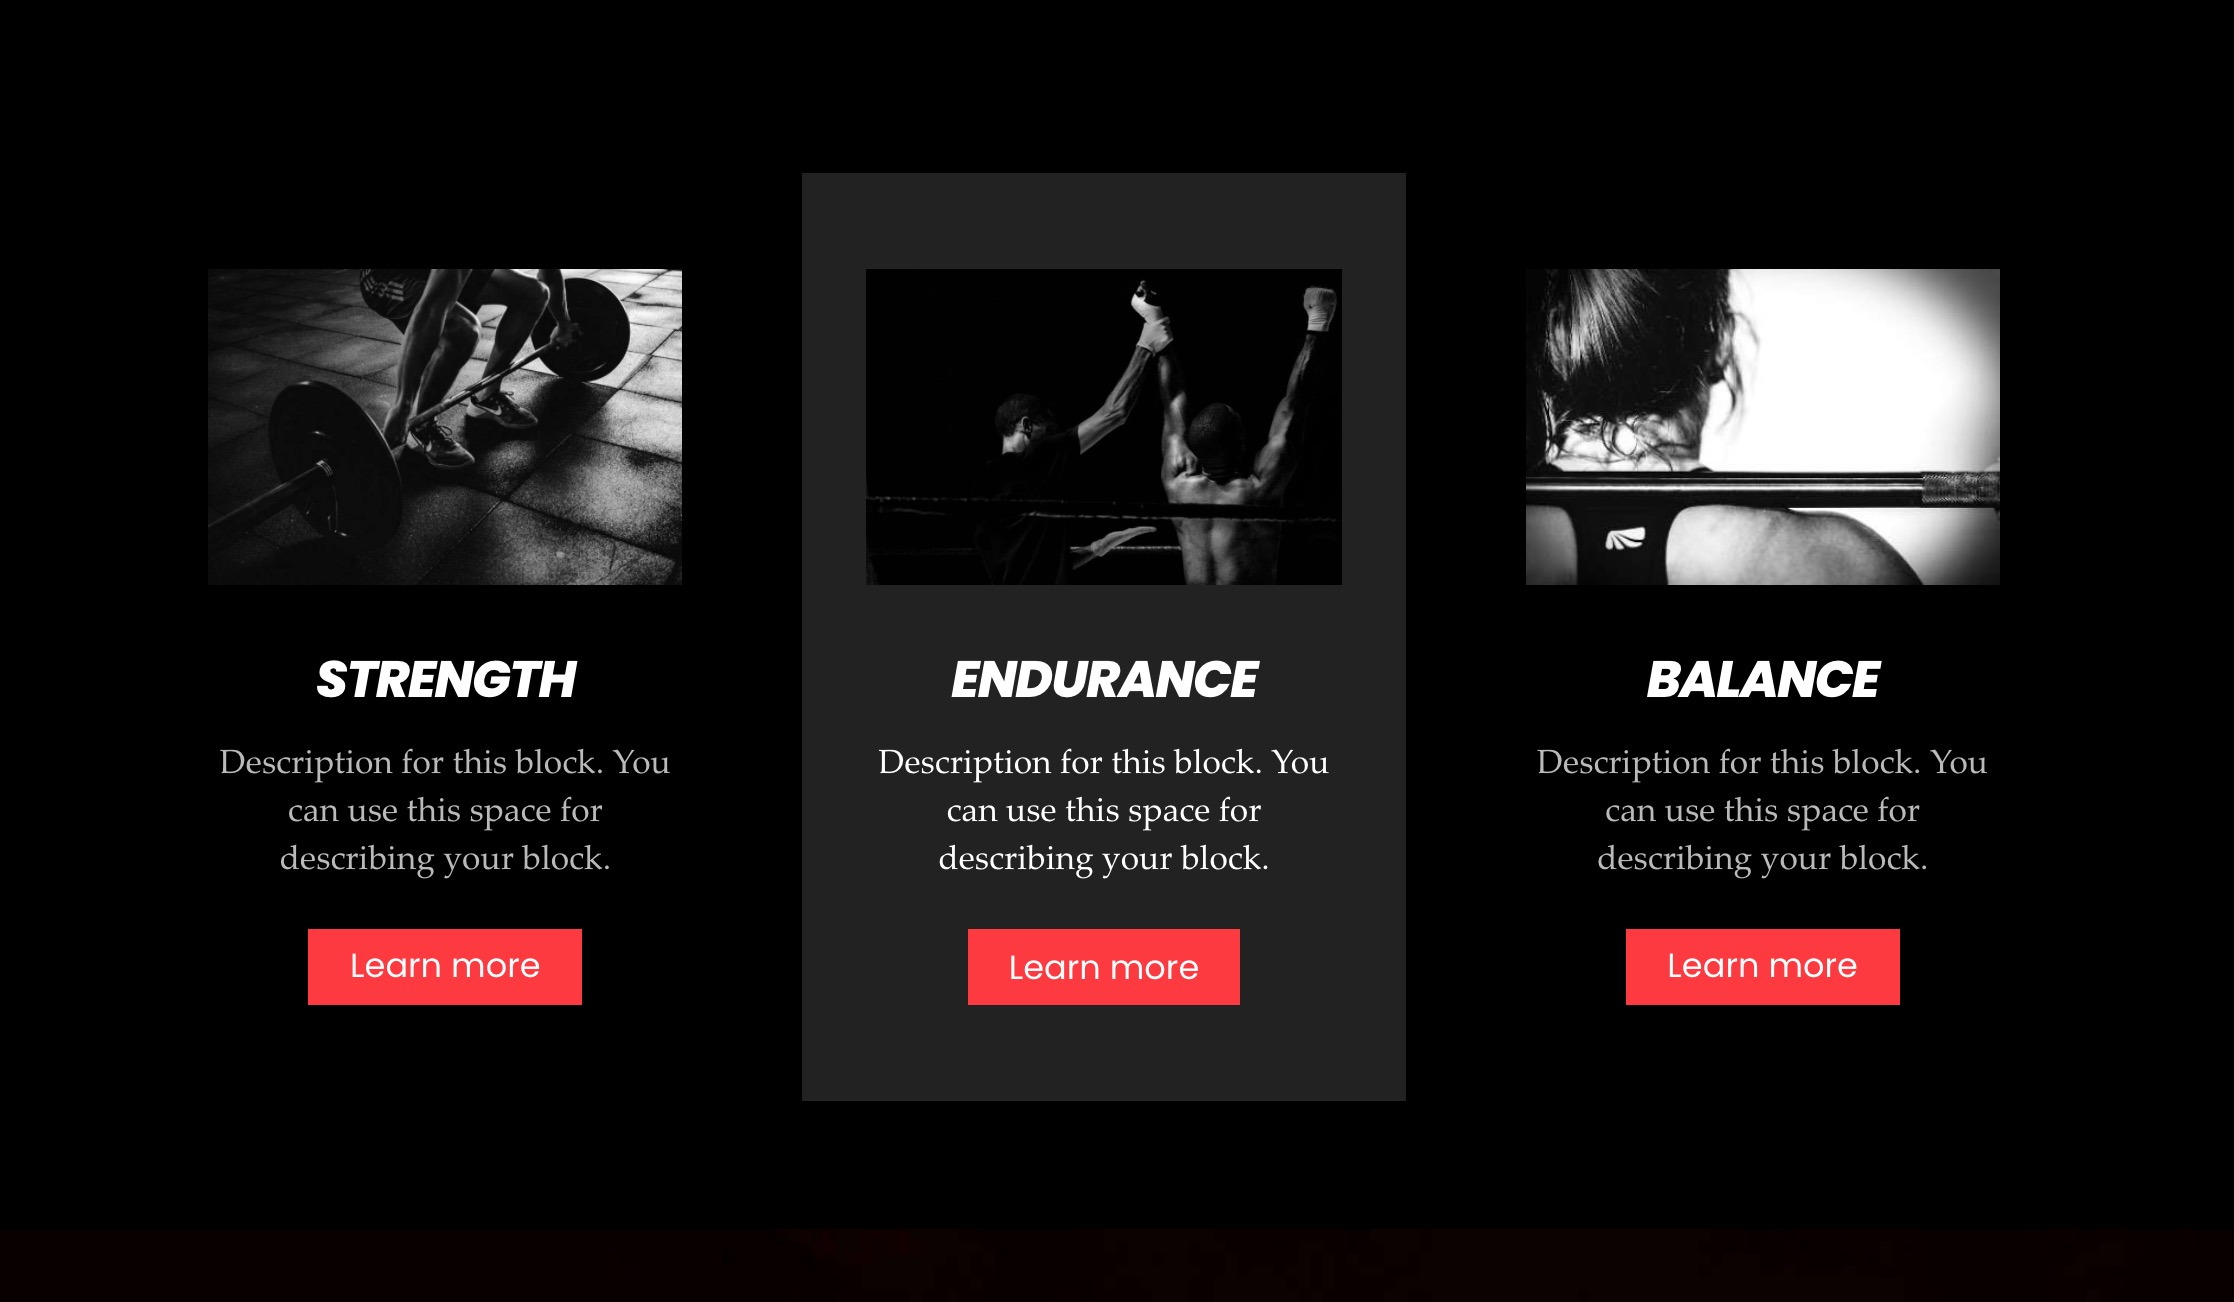 STRENGTH
Description for this block. You
can use this space for
describing your block.
Learn more
ENDURANCE
Description for this block. You
can use this space for
describing your block.
Learn more
BALANCE
Description for this block. You
can use this space for
describing your block.
Learn more